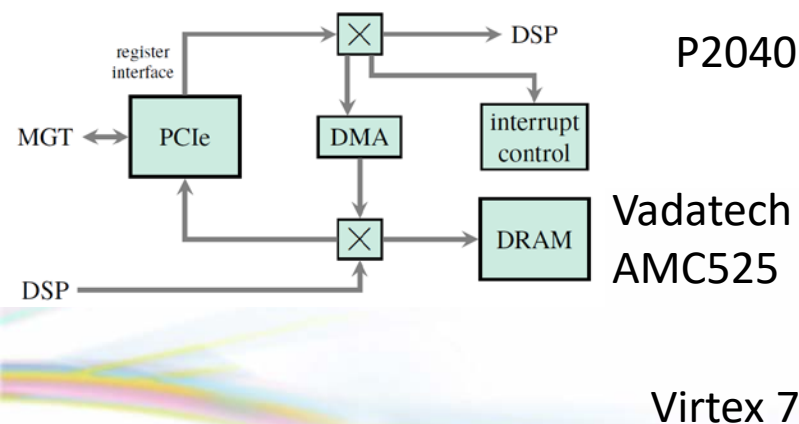 DSP
P2040
register
interface
MGT
PCIe
DMA
interrupt
control
Vadatech
AMC525
DRAM
DSP
Virtex 7